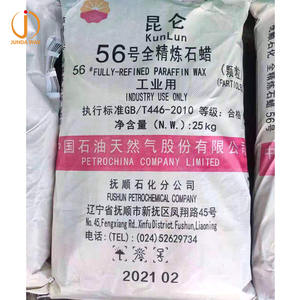 JUNDA WAX
昆仑
KunLun
56号全精炼石蜡
56 #FULLY-REFINED PARAFFIN WAX
工业用 (颗粒)
INDUSTRY USE ONLY
执行标准GB/T446-2010 等级:合格
净含量(N.W.):25kg
国石油天然气股份有限公司
PETROCHINA COMPANY LIMITED
抚顺石化分公司
FUSHUN PETROCHEMICAL COMPANY
辽宁省抚顺市新抚区凤翔路45号
No.45,Fengxiang Rd.,Xinfu District,Fushun,Liaoning
电话:(TEL) (024)52629734
2021 02